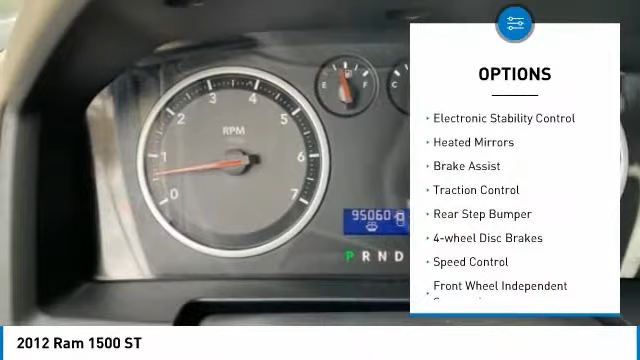 OPTIONS
Electronic Stability Control
Heated Mirrors
Brake Assist
Traction Control
Rear Step Bumper
4-wheel Disc Brakes
Speed Control
Front Wheel Independent
0 1 2 3 4 5 6 7
RPM
E F
C
95060
P R N D
2012 Ram 1500 ST